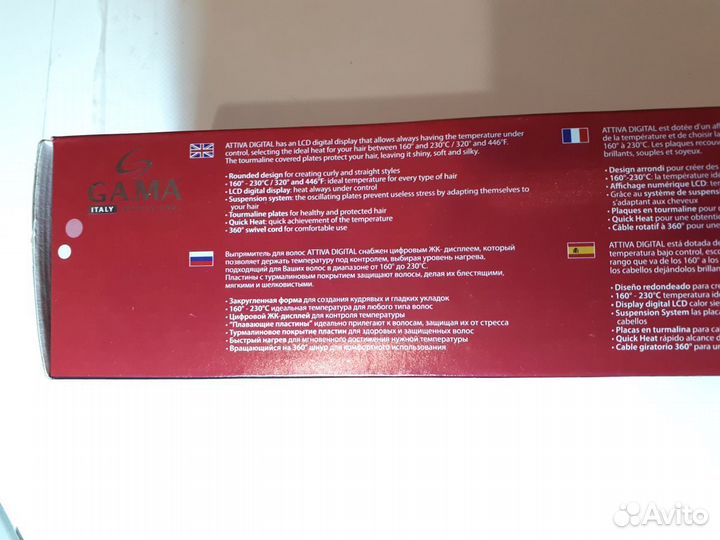 GA.MA
ITALY
ATTIVA DIGITAL has an LCD digital display that allows always having the temperature under
control, selecting the ideal heat for your hair between 160° and 230°C / 320° and 446°F.
The tourmaline covered plates protect your hair, leaving it shiny, soft and silky.
• Rounded design for creating curly and straight styles
• 160° - 230°C / 320° and 446°F: ideal temperature for every type of hair
• LCD digital display: heat always under control
• Suspension system: the oscillating plates prevent useless stress by adapting themselves to
your hair
• Tourmaline plates for healthy and protected hair
• Quick Heat: quick achievement of the temperature
• 360° swivel cord for comfortable use
Выпрямитель для волос ATTIVA DIGITAL снабжен цифровым ЖК- дисплеем, который
позволяет держать температуру под контролем, выбирая уровень нагрева,
подходящий для Ваших волос в диапазоне от 160° до 230°C.
Пластины с турмалиновым покрытием защищают волосы, делая их блестящими,
мягкими и шелковистыми.
• Закругленная форма для создания кудрявых и гладких укладок
• 160° - 230°C идеальная температура для любого типа волос
• Цифровой ЖК-дисплей для контроля температуры
• "Плавающие пластины" идеально прилегают к волосам, защищая их от стресса
• Турмалиновое покрытие пластин для здоровых и защищенных волос
• Быстрый нагрев для мгновенного достижения нужной температуры
• Вращающийся на 360° шнур для комфортного использования
ATTIVA DIGITAL est dotée d'un
de la température et de choisir la
160° à 230°C. Les plaques recou
brillants, souples et soyeux.
• Design arrondi pour créer des
• 160°-230°C. la température idé
• Affichage numérique LCD: te
• Grâce au système de suspens
s'adaptant aux cheveux
• Plaques en tourmaline pour
• Quick Heat pour une obtent
• Câble rotatif à 360° pour une
ATTIVA DIGITAL está dotada d
temperatura bajo control, esco
rango que va de los 160° a los
los cabellos dejándolos brillant
• Diseño redondeado para cre
• 160° - 230°C temperatura ide
• Display digital LCD calor sie
• Suspension System las placa
cabellos
• Placas en turmalina para ca
• Quick Heat rápido alcance d
• Cable giratorio 360° para un
Avito